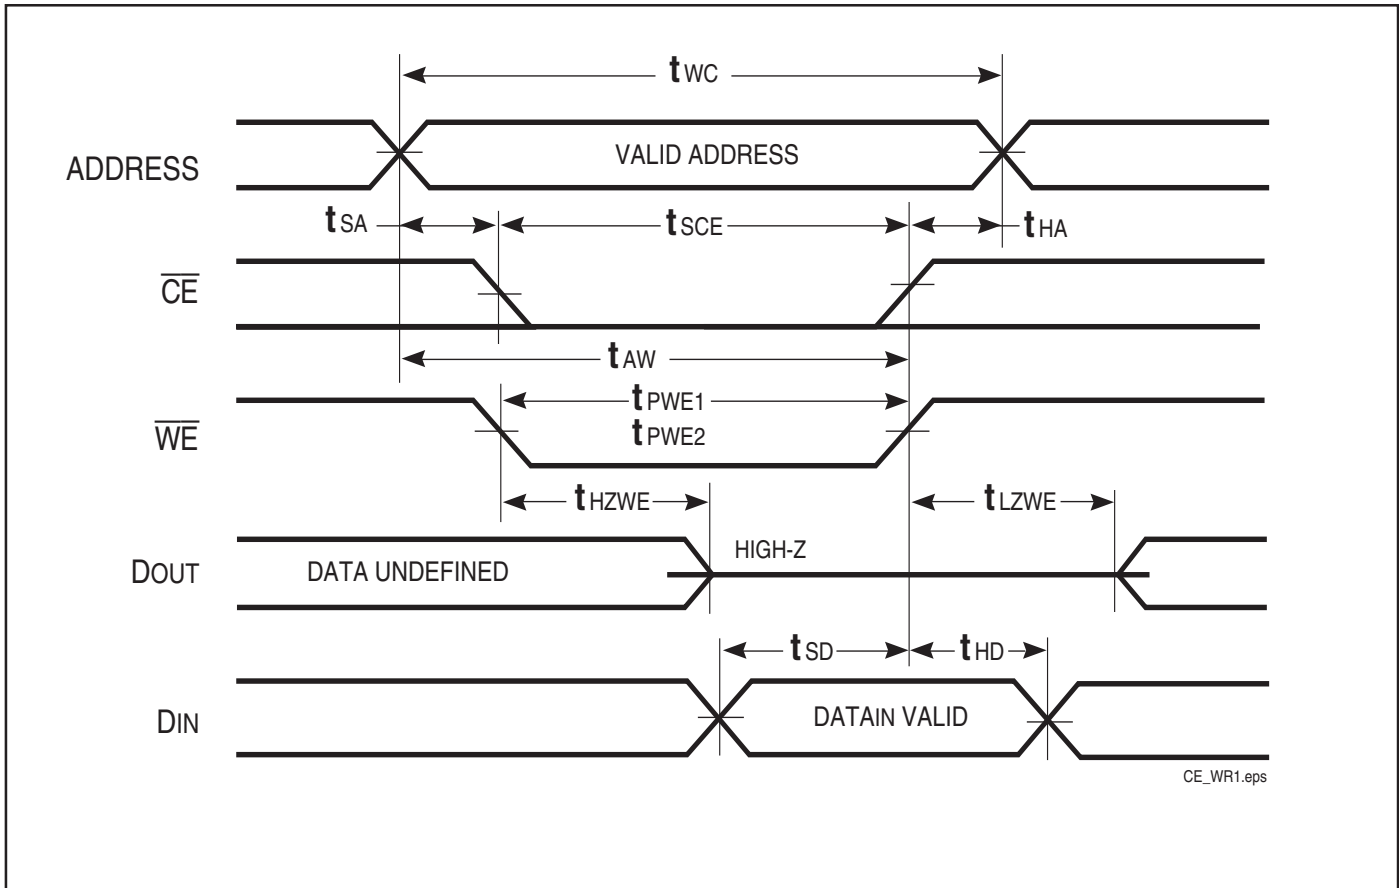 tWC
ADDRESS
VALID ADDRESS
tSA
tSCE
tHA
CE
tAW
WE
tPWE1
tPWE2
tHZWE
tLZWE
DOUT
DATA UNDEFINED
HIGH-Z
tSD
tHD
DIN
DATAIN VALID
CE_WR1.eps